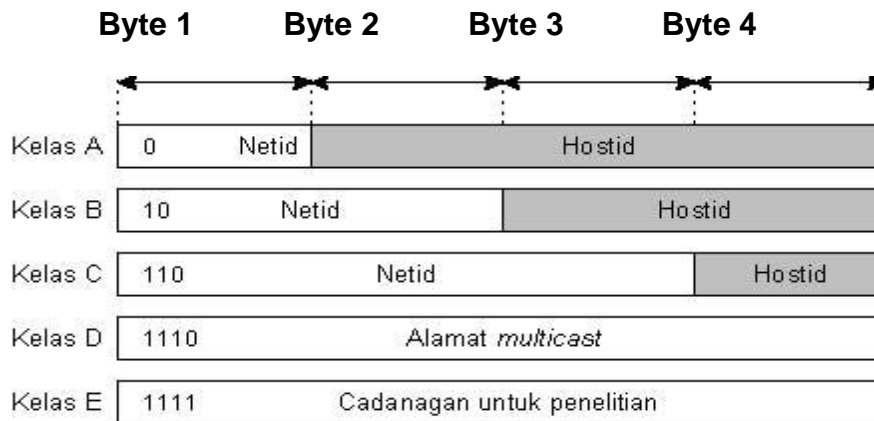 Byte 1 Byte 2 Byte 3 Byte 4
Kelas A 0 Netid Hostid
Kelas B 10 Netid Hostid
Kelas C 110 Netid Hostid
Kelas D 1110 Alamat multicast
Kelas E 1111 Cadanagan untuk penelitian